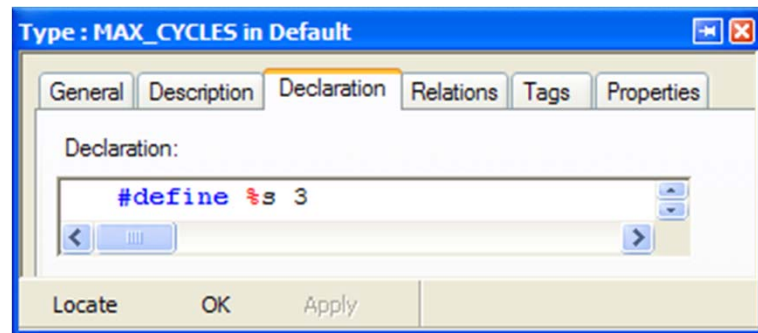 Type : MAX_CYCLES in Default
General Description Declaration Relations Tags Properties
Declaration:
#define %s 3
Locate OK Apply